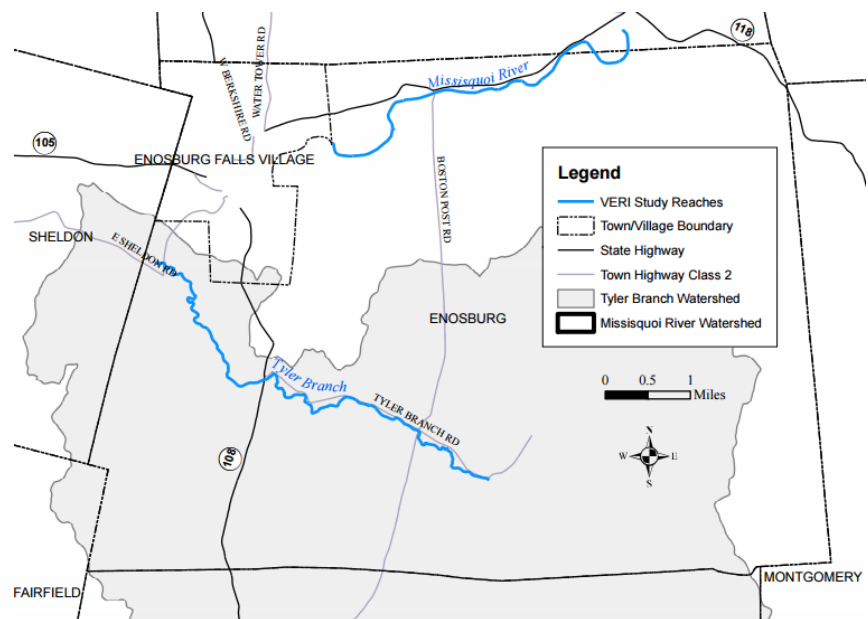 118
Missisquoi River
WATER TOWER RD
W BERKSHIRE RD
105
ENOSBURG FALLS VILLAGE
BOSTON POST RD
Legend
VERI Study Reaches
Town/Village Boundary
State Highway
Town Highway Class 2
Tyler Branch Watershed
Missisquoi River Watershed
SHELDON
E SHELDON RD
ENOSBURG
Tyler Branch
TYLER BRANCH RD
0 0.5 1
Miles
N
W E
S
108
FAIRFIELD
MONTGOMERY